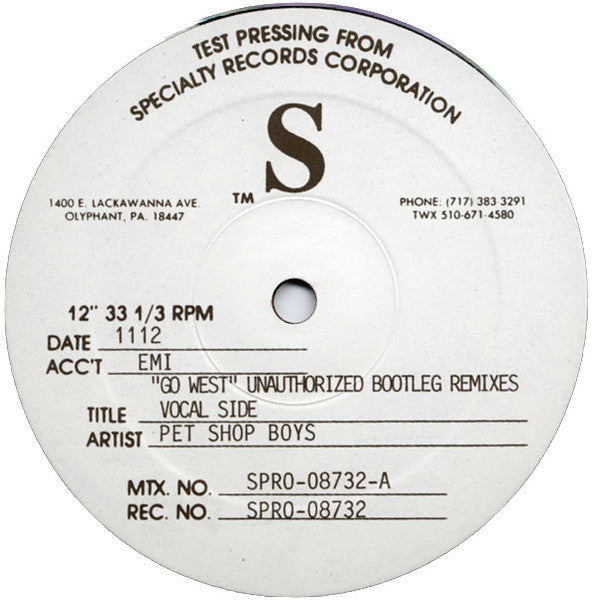 TEST PRESSING FROM
SPECIALTY RECORDS CORPORATION
S
TM
1400 E. LACKAWANNA AVE.
OLYPHANT, PA. 18447
PHONE: (717) 383-3291
TWX 510-671-4580
12" 33 1/3 RPM
DATE 1112
ACC'T EMI
"GO WEST" UNAUTHORIZED BOOTLEG REMIXES
TITLE VOCAL SIDE
ARTIST PET SHOP BOYS
MTX. NO. SPRO-08732-A
REC. NO. SPRO-08732